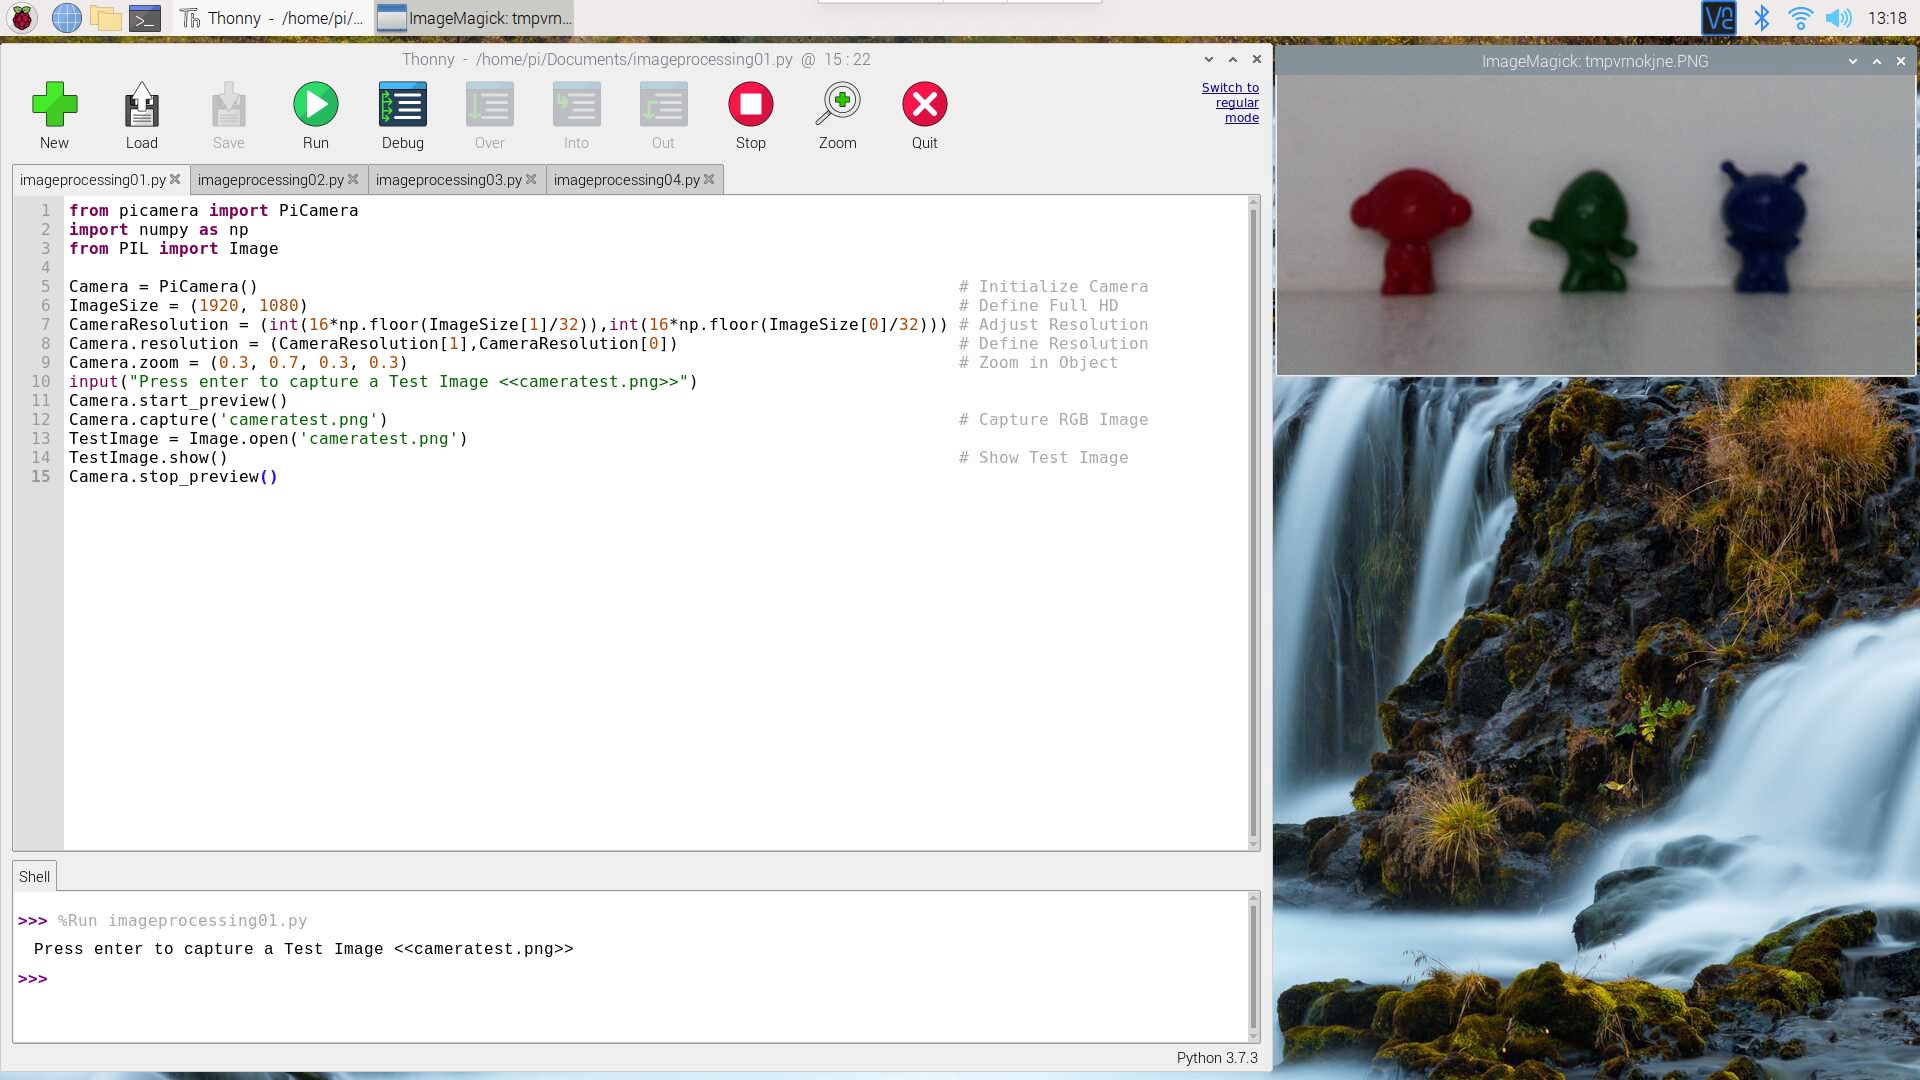 Thonny - /home/pi/...
ImageMagick: tmpvrn...
13:18
Thonny - /home/pi/Documents/imageprocessing01.py @ 15 : 22
New
Load
Save
Run
Debug
Over
Into
Out
Stop
Zoom
Quit
Switch to
regular
mode
imageprocessing01.py
imageprocessing02.py
imageprocessing03.py
imageprocessing04.py
1 from picamera import PiCamera
2 import numpy as np
3 from PIL import Image
4
5 Camera = PiCamera() # Initialize Camera
6 ImageSize = (1920, 1080) # Define Full HD
7 CameraResolution = (int(16*np.floor(ImageSize[1]/32)),int(16*np.floor(ImageSize[0]/32))) # Adjust Resolution
8 Camera.resolution = (CameraResolution[1],CameraResolution[0]) # Define Resolution
9 Camera.zoom = (0.3, 0.7, 0.3, 0.3) # Zoom in Object
10 input("Press enter to capture a Test Image <<cameratest.png>>")
11 Camera.start_preview()
12 Camera.capture('cameratest.png') # Capture RGB Image
13 TestImage = Image.open('cameratest.png')
14 TestImage.show() # Show Test Image
15 Camera.stop_preview()
Shell
>>> %Run imageprocessing01.py
Press enter to capture a Test Image <<cameratest.png>>
>>>
Python 3.7.3
ImageMagick: tmpvrnokjne.PNG